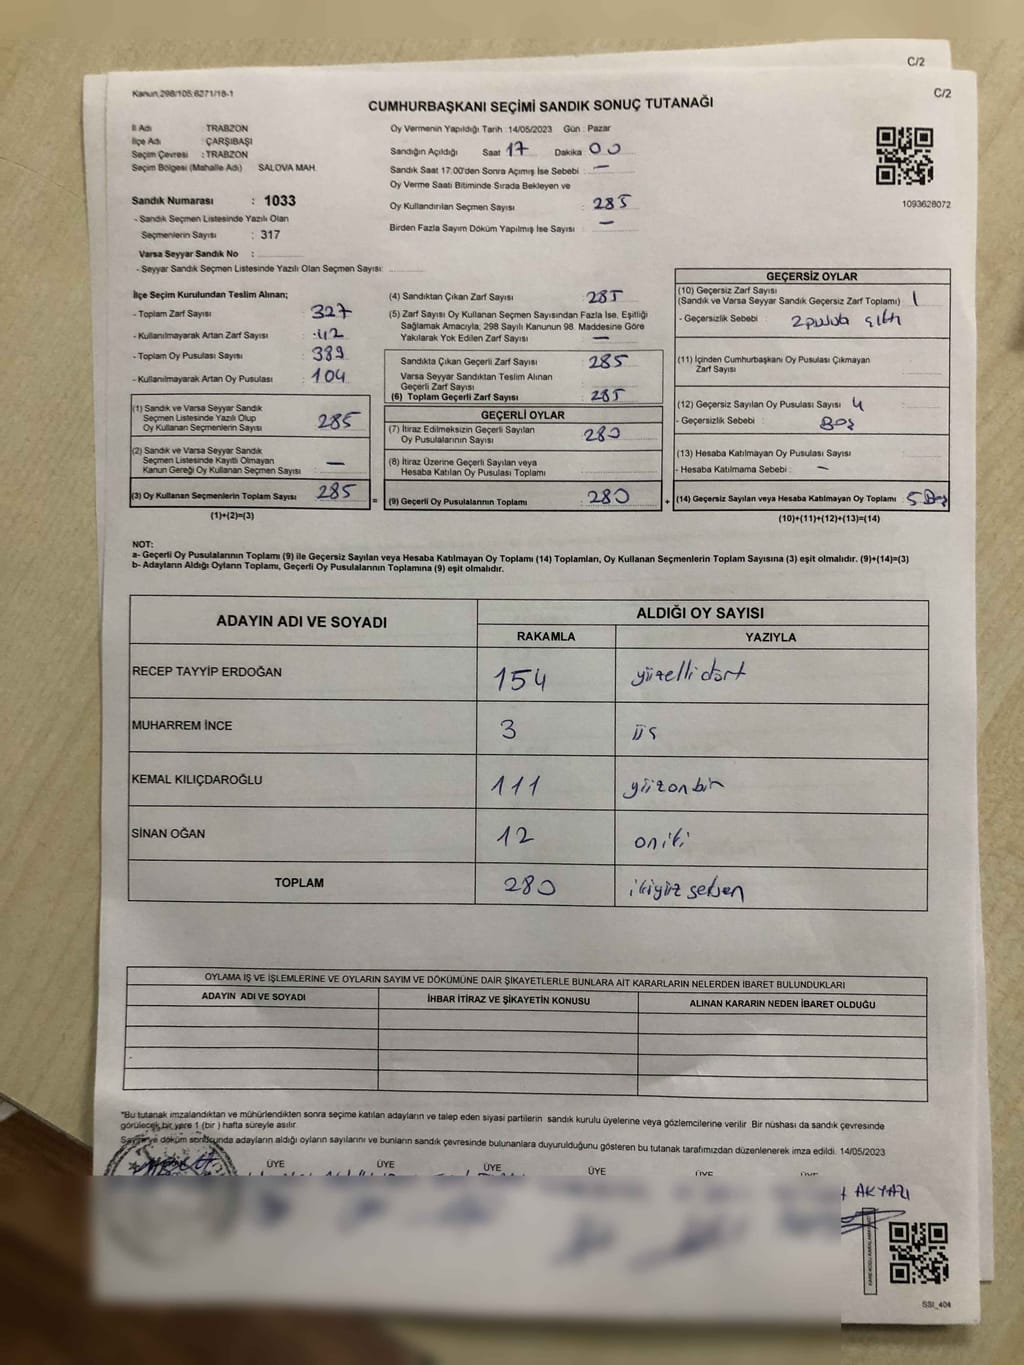 C/2
Kanun 298/105;6271/18-1
C/2
CUMHURBAŞKANI SEÇİMİ SANDIK SONUÇ TUTANAĞI
İl Adı TRABZON
İlçe Adı : ÇARŞIBAŞI
Seçim Çevresi : TRABZON
Seçim Bölgesi (Mahalle Adı) SALOVA MAH.
Oy Vermenin Yapıldığı Tarih : 14/05/2023 Gün : Pazar
Sandığın Açıldığı Saat 17 Dakika : 00
Sandık Saat 17.00'den Sonra Açılmış İse Sebebi : —
Oy Verme Saati Bitiminde Sırada Bekleyen ve
Oy Kullandırılan Seçmen Sayısı : 285
Birden Fazla Sayım Döküm Yapılmış İse Sayısı —
1093628072
Sandık Numarası : 1033
- Sandık Seçmen Listesinde Yazılı Olan
Seçmenlerin Sayısı : 317
Varsa Seyyar Sandık No :
- Seyyar Sandık Seçmen Listesinde Yazılı Olan Seçmen Sayısı:
İlçe Seçim Kurulundan Teslim Alınan;
- Toplam Zarf Sayısı : 327
- Kullanılmayarak Artan Zarf Sayısı : 42
- Toplam Oy Pusulası Sayısı : 389
- Kullanılmayarak Artan Oy Pusulası : 104
(1) Sandık ve Varsa Seyyar Sandık
Seçmen Listesinde Yazılı Olup
Oy Kullanan Seçmenlerin Sayısı : 285
(2) Sandık ve Varsa Seyyar Sandık
Seçmen Listesinde Kayıtlı Olmayan
Kanun Gereği Oy Kullanan Seçmen Sayısı : —
(3) Oy Kullanan Seçmenlerin Toplam Sayısı : 285 =
(1)+(2)=(3)
(4) Sandıktan Çıkan Zarf Sayısı : 285
(5) Zarf Sayısı Oy Kullanan Seçmen Sayısından Fazla İse, Eşitliği
Sağlamak Amacıyla, 298 Sayılı Kanunun 98. Maddesine Göre
Yakılarak Yok Edilen Zarf Sayısı : —
Sandıkta Çıkan Geçerli Zarf Sayısı : 285
Varsa Seyyar Sandıktan Teslim Alınan
Geçerli Zarf Sayısı
(6) Toplam Geçerli Zarf Sayısı : 285
GEÇERLİ OYLAR
(7) İtiraz Edilmeksizin Geçerli Sayılan
Oy Pusulalarının Sayısı : 280
(8) İtiraz Üzerine Geçerli Sayılan veya
Hesaba Katılan Oy Pusulası Toplamı
(9) Geçerli Oy Pusulalarının Toplamı : 280 +
GEÇERSİZ OYLAR
(10) Geçersiz Zarf Sayısı
(Sandık ve Varsa Seyyar Sandık Geçersiz Zarf Toplamı) : 1
- Geçersizlik Sebebi : 2 pusula çıktı
(11) İçinden Cumhurbaşkanı Oy Pusulası Çıkmayan
Zarf Sayısı
(12) Geçersiz Sayılan Oy Pusulası Sayısı 4
- Geçersizlik Sebebi : Boş
(13) Hesaba Katılmayan Oy Pusulası Sayısı
- Hesaba Katılmama Sebebi : —
(14) Geçersiz Sayılan veya Hesaba Katılmayan Oy Toplamı : 5 Boş
(10)+(11)+(12)+(13)=(14)
NOT:
a- Geçerli Oy Pusulalarının Toplamı (9) ile Geçersiz Sayılan veya Hesaba Katılmayan Oy Toplamı (14) Toplamları, Oy Kullanan Seçmenlerin Toplam Sayısına (3) eşit olmalıdır. (9)+(14)=(3)
b- Adayların Aldığı Oyların Toplamı, Geçerli Oy Pusulalarının Toplamına (9) eşit olmalıdır.
ADAYIN ADI VE SOYADI ALDIĞI OY SAYISI
RAKAMLA YAZIYLA
RECEP TAYYİP ERDOĞAN 154 yüzellidört
MUHARREM İNCE 3 üç
KEMAL KILIÇDAROĞLU 111 yüzonbir
SİNAN OĞAN 12 oniki
TOPLAM 280 ikiyüz seksen
OYLAMA İŞ VE İŞLEMLERİNE VE OYLARIN SAYIM VE DÖKÜMÜNE DAİR ŞİKAYETLERLE BUNLARA AİT KARARLARIN NELERDEN İBARET BULUNDUKLARI
ADAYIN ADI VE SOYADI İHBAR İTİRAZ VE ŞİKAYETİN KONUSU ALINAN KARARIN NEDEN İBARET OLDUĞU
*Bu tutanak imzalandıktan ve mühürlendikten sonra seçime katılan adayların ve talep eden siyasi partilerin sandık kurulu üyelerine veya gözlemcilerine verilir Bir nüshası da sandık çevresinde
görülecek bir yere 1 (bir ) hafta süreyle asılır.
Sayım ve döküm sonucunda adayların aldığı oyların sayılarını ve bunların sandık çevresinde bulunanlara duyurulduğunu gösteren bu tutanak tarafımızdan düzenlenerek imza edildi. 14/05/2023
ÜYE ÜYE ÜYE ÜYE ÜYE ÜYE
AKYAZI
SSI_404